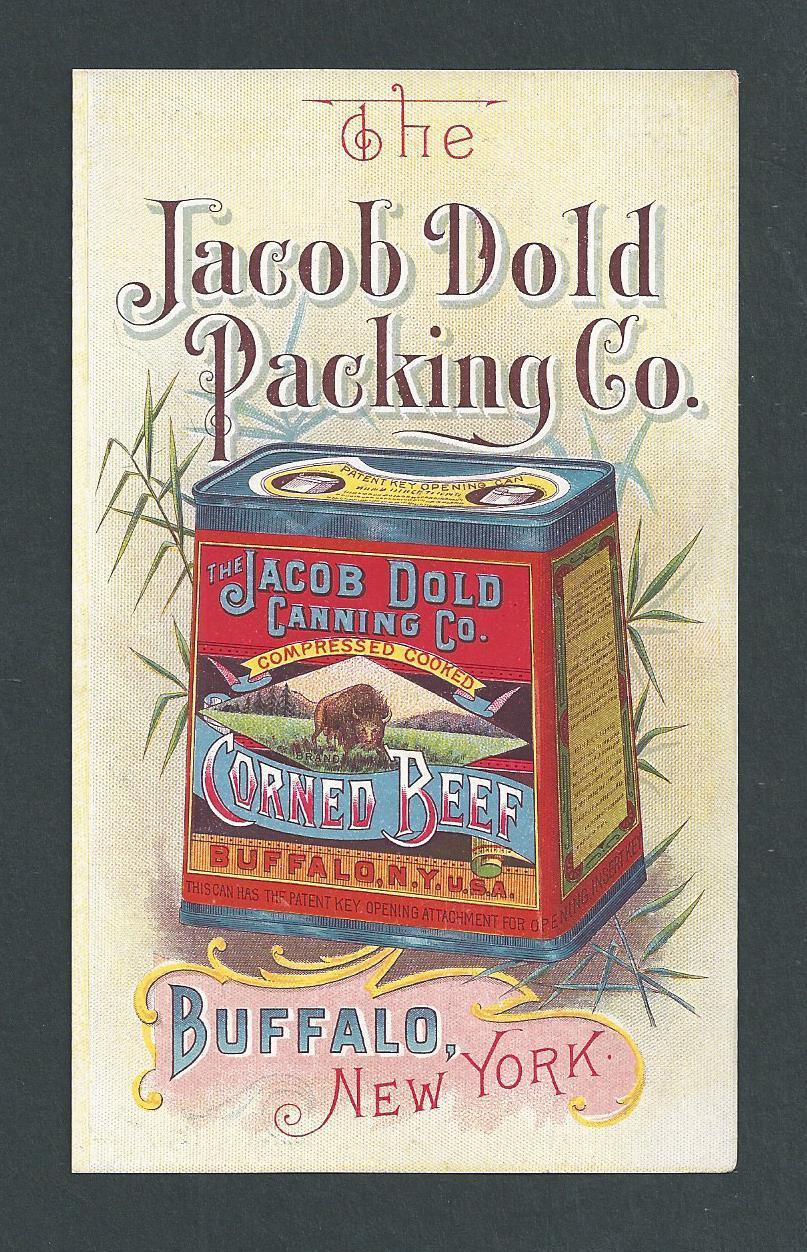 The
Jacob Dold
Packing Co.
PATENT KEY OPENING CAN
THE JACOB DOLD
CANNING CO.
COMPRESSED COOKED
BRAND
CORNED BEEF
BUFFALO, N.Y. U.S.A.
THIS CAN HAS THE PATENT KEY OPENING ATTACHMENT FOR OPENING INSERT KEY
BUFFALO,
NEW YORK.